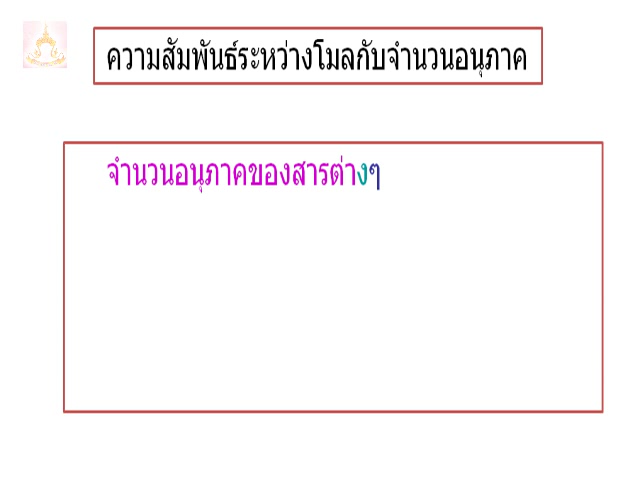 ความสัมพันธ์ระหว่างโมลกับจำนวนอนุภาค
จำนวนอนุภาคของสารต่างๆ